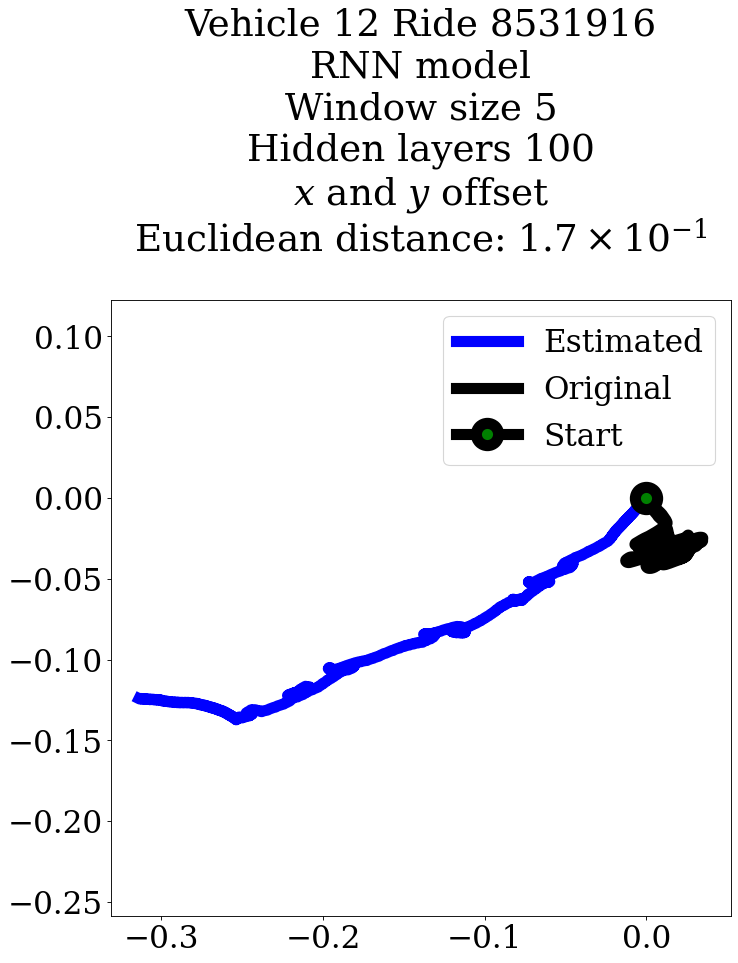 Vehicle 12 Ride 8531916
RNN model
Window size 5
Hidden layers 100
x and y offset
Euclidean distance: 1.7 × 10⁻¹
Estimated
Original
Start
0.10
0.05
0.00
−0.05
−0.10
−0.15
−0.20
−0.25
−0.3 −0.2 −0.1 0.0